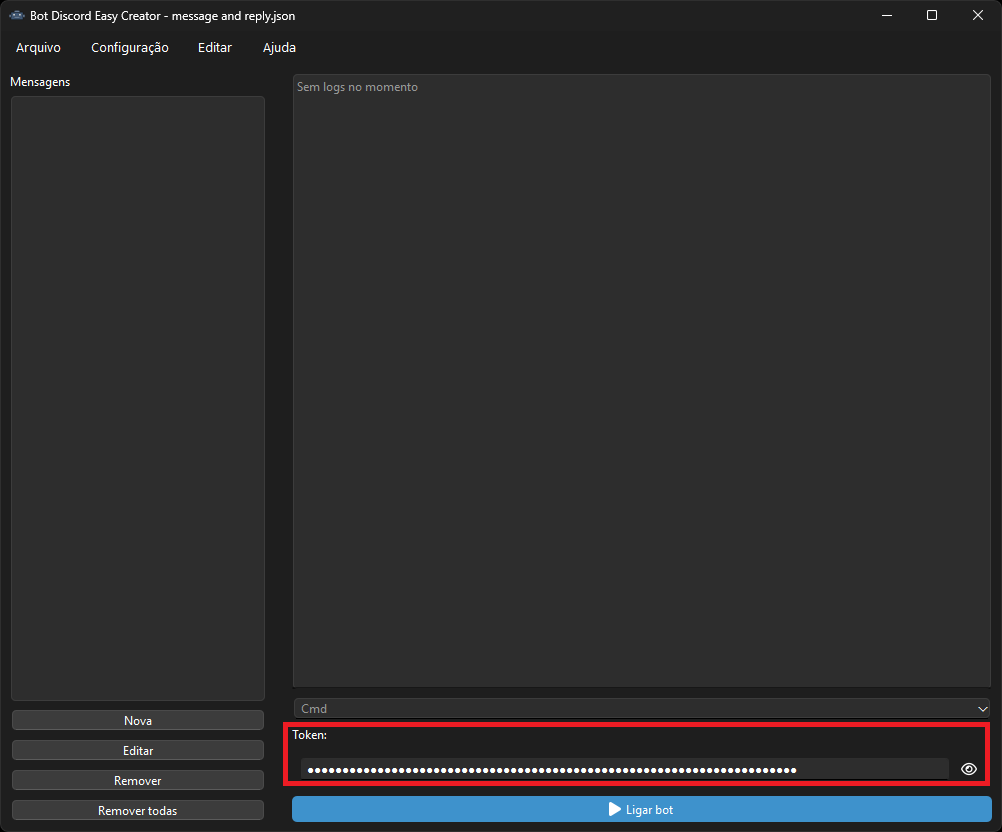 Bot Discord Easy Creator - message and reply.json
Arquivo Configuração Editar Ajuda
Mensagens
Sem logs no momento
Nova
Editar
Remover
Remover todas
Cmd
Token:
Ligar bot